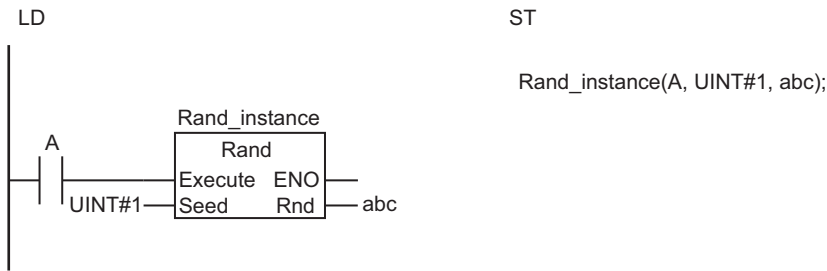 LD ST
Rand_instance(A, UINT#1, abc);
Rand_instance
A Rand
Execute ENO
UINT#1 Seed Rnd abc